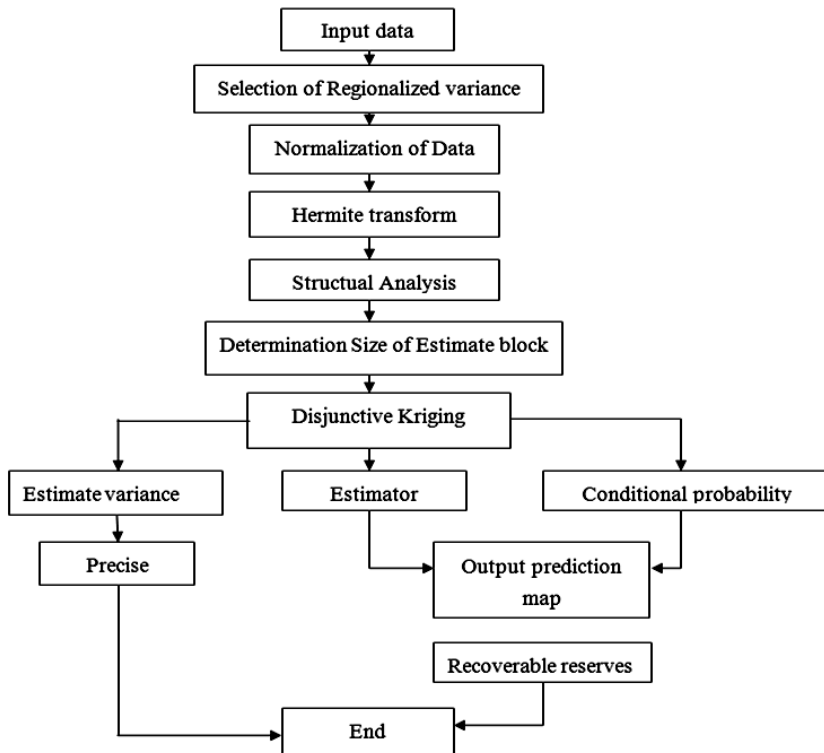 Input data
Selection of Regionalized variance
Normalization of Data
Hermite transform
Structual Analysis
Determination Size of Estimate block
Disjunctive Kriging
Estimate variance
Estimator
Conditional probability
Precise
Output prediction
map
Recoverable reserves
End